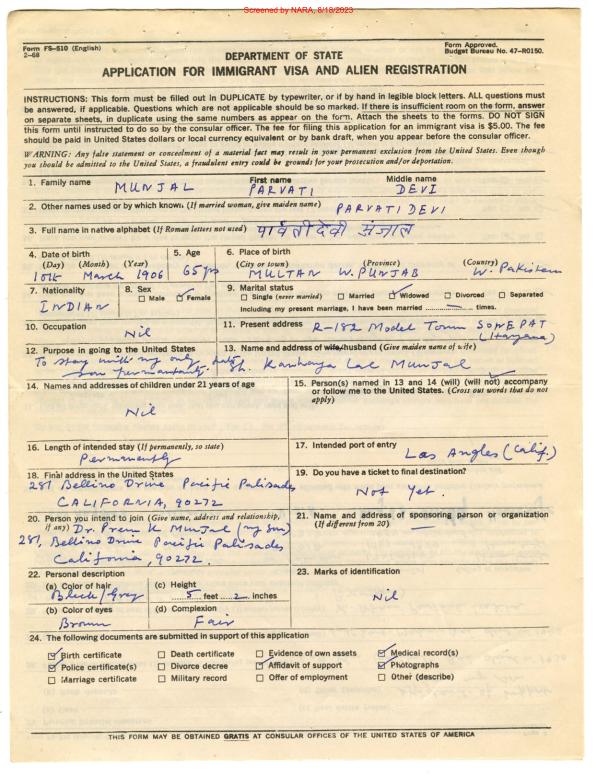 Screened by NARA, 8/18/2023
Form FS-510 (English)
2-68
Form Approved.
Budget Bureau No. 47-R0150.
DEPARTMENT OF STATE
APPLICATION FOR IMMIGRANT VISA AND ALIEN REGISTRATION
INSTRUCTIONS: This form must be filled out in DUPLICATE by typewriter, or if by hand in legible block letters. ALL questions must
be answered, if applicable. Questions which are not applicable should be so marked. If there is insufficient room on the form, answer
on separate sheets, in duplicate using the same numbers as appear on the form. Attach the sheets to the forms. DO NOT SIGN
this form until instructed to do so by the consular officer. The fee for filing this application for an immigrant visa is $5.00. The fee
should be paid in United States dollars or local currency equivalent or by bank draft, when you appear before the consular officer.
WARNING: Any false statement or concealment of a material fact may result in your permanent exclusion from the United States. Even though
you should be admitted to the United States, a fraudulent entry could be grounds for your prosecution and/or deportation.
1. Family name First name Middle name
MUNJAL PARVATI DEVI
2. Other names used or by which known (If married woman, give maiden name) PARVATI DEVI
3. Full name in native alphabet (If Roman letters not used) पार्वती देवी मुंजाल
4. Date of birth
(Day) (Month) (Year)
10th March 1906
5. Age
65 yrs
6. Place of birth
(City or town) (Province) (Country)
MULTAN W. PUNJAB W. Pakistan
7. Nationality
INDIAN
8. Sex
Male Female
9. Marital status
Single (never married) Married Widowed Divorced Separated
Including my present marriage, I have been married — times.
10. Occupation
Nil
11. Present address R-182 Model Town SONEPAT
(Haryana)
12. Purpose in going to the United States
To stay with my only
son permanently.
13. Name and address of wife/husband (Give maiden name of wife)
late Sh. Kanhaya Lal Munjal
14. Names and addresses of children under 21 years of age
Nil
15. Person(s) named in 13 and 14 (will) (will not) accompany
or follow me to the United States. (Cross out words that do not
apply)
16. Length of intended stay (If permanently, so state)
Permanently
17. Intended port of entry
Los Angles (Calif.)
18. Final address in the United States
281 Bellino Drive Pacific Palisades
CALIFORNIA, 90272
19. Do you have a ticket to final destination?
Not Yet.
20. Person you intend to join (Give name, address and relationship,
if any) Dr. Prem K Munjal (my son)
281, Bellino Drive Pacific Palisades
California, 90272.
21. Name and address of sponsoring person or organization
(If different from 20) —
22. Personal description
(a) Color of hair
Black/Gray
(c) Height
5 feet 2 inches
(b) Color of eyes
Brown
(d) Complexion
Fair
23. Marks of identification
Nil
24. The following documents are submitted in support of this application
Birth certificate Death certificate Evidence of own assets Medical record(s)
Police certificate(s) Divorce decree Affidavit of support Photographs
Marriage certificate Military record Offer of employment Other (describe)
THIS FORM MAY BE OBTAINED GRATIS AT CONSULAR OFFICES OF THE UNITED STATES OF AMERICA